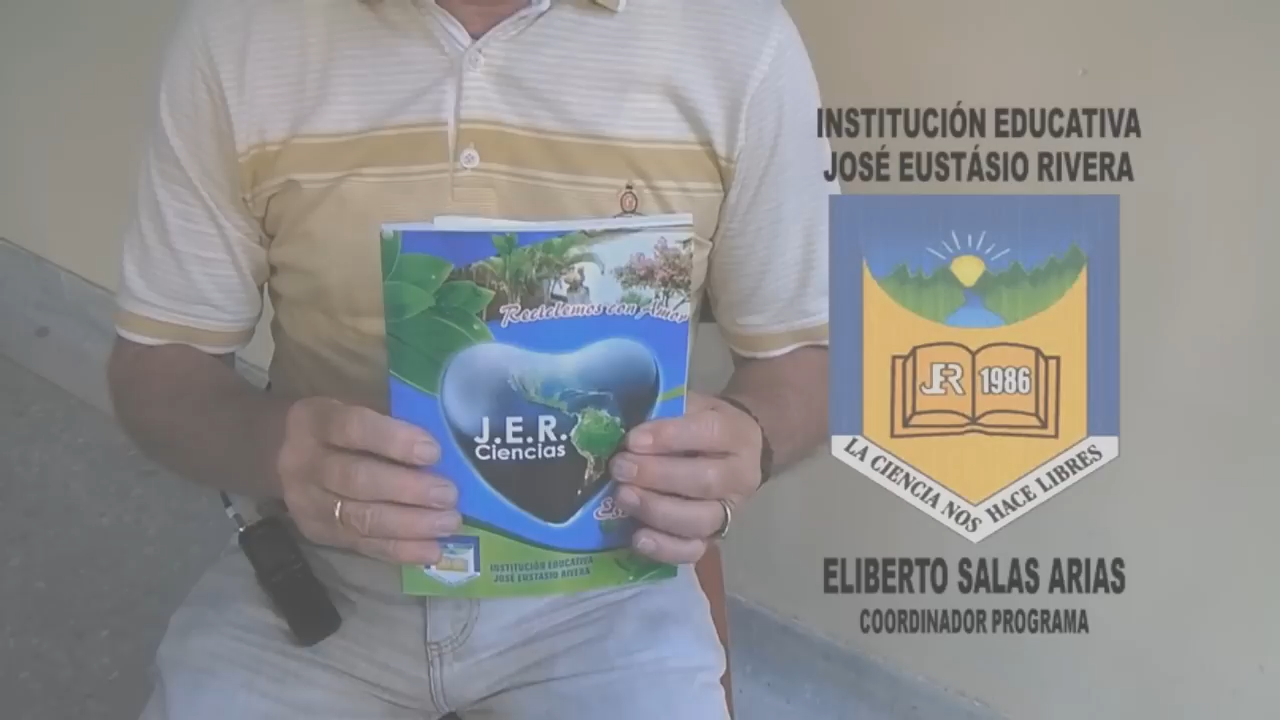 INSTITUCIÓN EDUCATIVA
JOSÉ EUSTÁSIO RIVERA
JER 1986
LA CIENCIA NOS HACE LIBRES
ELIBERTO SALAS ARIAS
COORDINADOR PROGRAMA
Reciclemos con Amor
J.E.R.
Ciencias
INSTITUCIÓN EDUCATIVA
JOSÉ EUSTASIO RIVERA